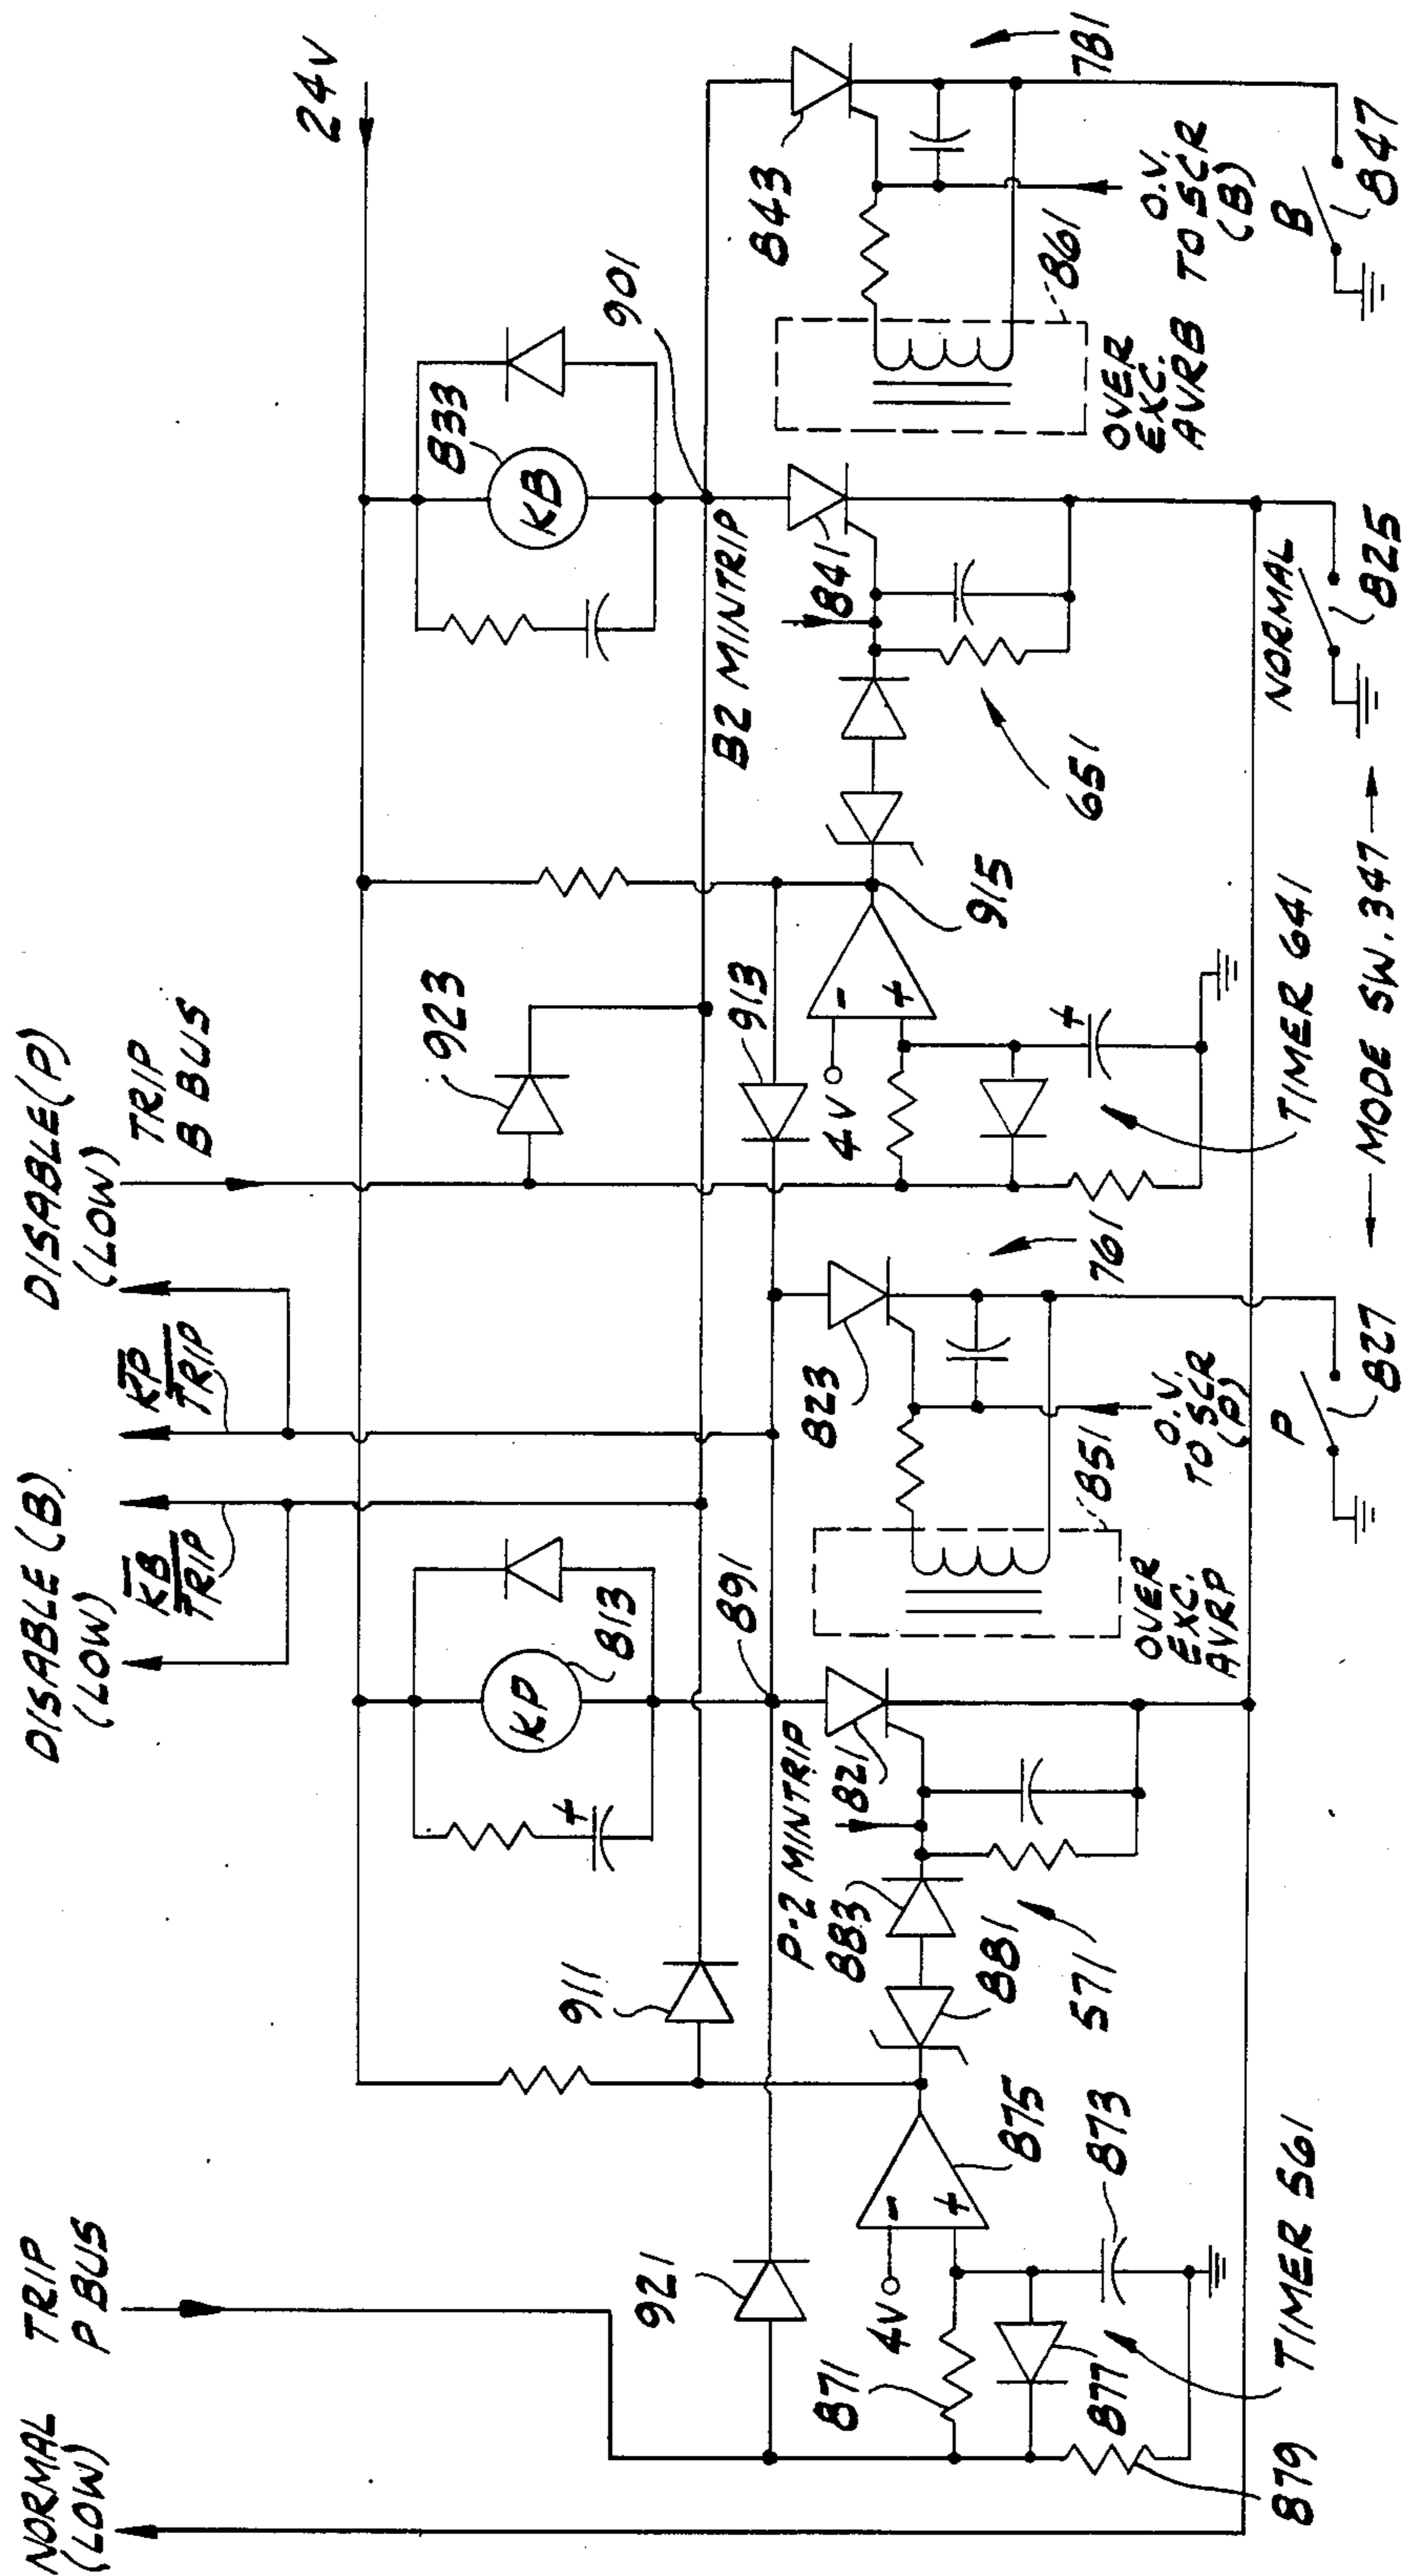 NORMAL
(LOW)
TRIP
P BUS
DISABLE (B)
(LOW)
KB
TRIP
KP
TRIP
DISABLE (P)
(LOW)
TRIP
B BUS
24V
921
911
KP
813
891
923
KB
833
901
871
4V
875
873
877
879
TIMER 561
881
883
P-2 MINTRIP
821
571
OVER
EXC.
AVRP
851
823
O.V.
TO SCR
(P)
761
P
827
913
4V
915
TIMER 641
B2 MINTRIP
841
651
NORMAL
825
MODE SW. 347
OVER
EXC.
AVRB
861
843
O.V.
TO SCR
(B)
781
B
847